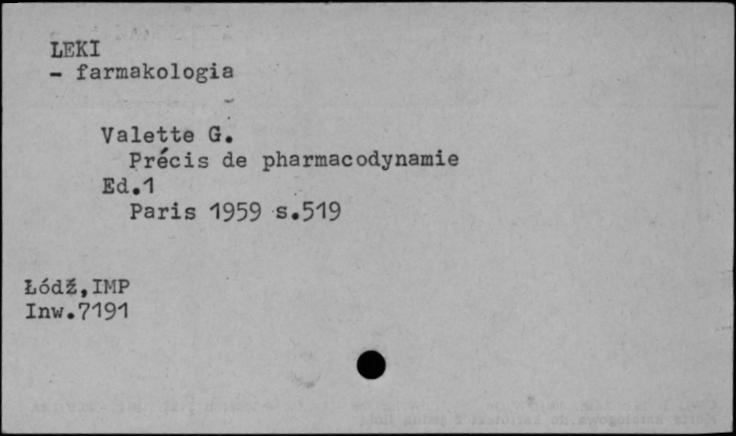 LEKI
- farmakologia
Valette G.
Précis de pharmacodynamie
Ed.1
Paris 1959 s.519
Łódź,IMP
Inw.7191